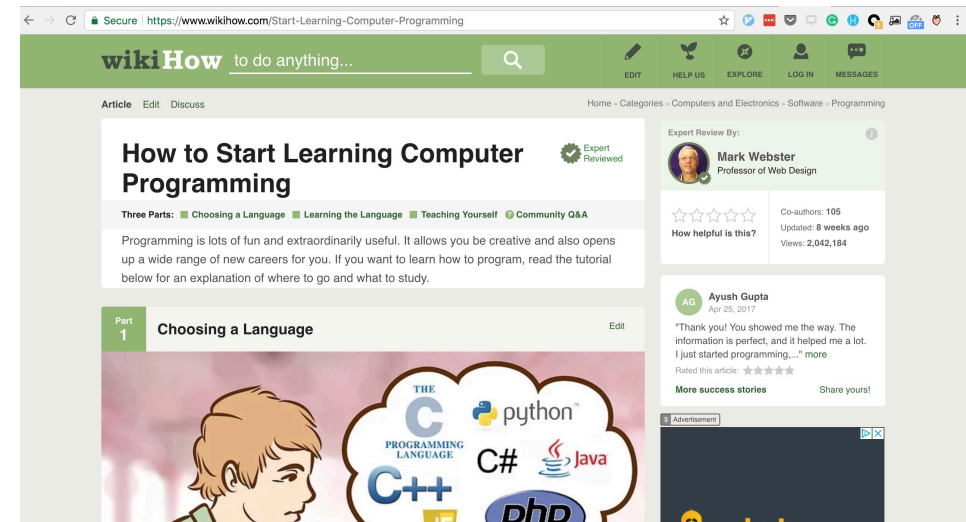 Secure https://www.wikihow.com/Start-Learning-Computer-Programming
OFF
wikiHow to do anything...
EDIT HELP US EXPLORE LOG IN MESSAGES
Article Edit Discuss
Home » Categories » Computers and Electronics » Software » Programming
How to Start Learning Computer
Programming
Expert
Reviewed
Three Parts: Choosing a Language Learning the Language Teaching Yourself Community Q&A
Programming is lots of fun and extraordinarily useful. It allows you be creative and also opens
up a wide range of new careers for you. If you want to learn how to program, read the tutorial
below for an explanation of where to go and what to study.
Part
1
Choosing a Language
Edit
THE
C
PROGRAMMING
LANGUAGE
python™
C#
Java
C++
php
Expert Review By:
Mark Webster
Professor of Web Design
How helpful is this?
Co-authors: 105
Updated: 8 weeks ago
Views: 2,042,184
AG
Ayush Gupta
Apr 25, 2017
"Thank you! You showed me the way. The
information is perfect, and it helped me a lot.
I just started programming,..." more
Rated this article:
More success stories
Share yours!
$ Advertisement